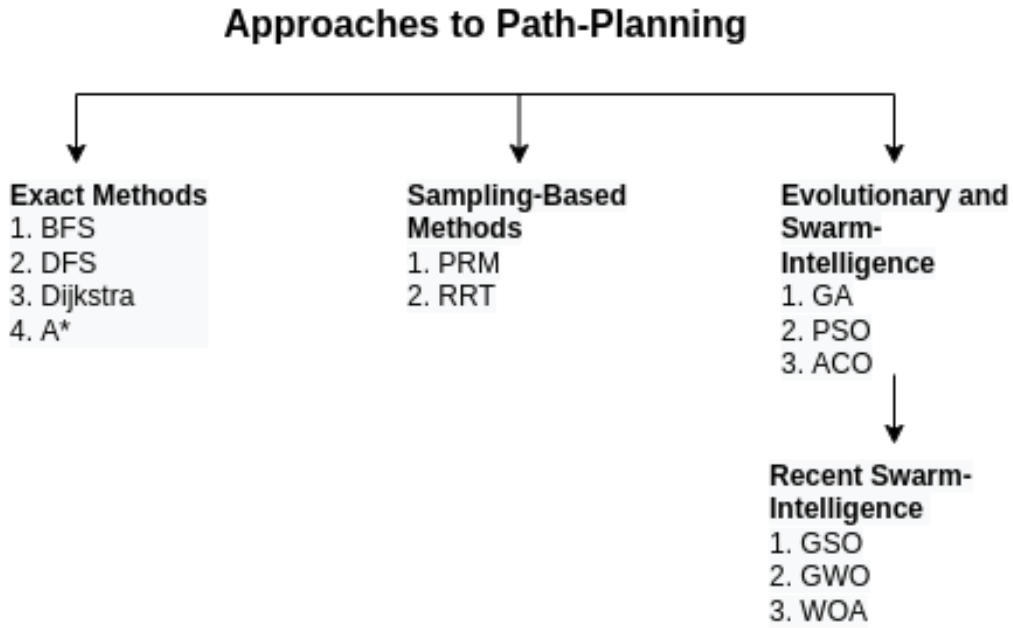 Approaches to Path-Planning
Exact Methods
1. BFS
2. DFS
3. Dijkstra
4. A*
Sampling-Based
Methods
1. PRM
2. RRT
Evolutionary and
Swarm-
Intelligence
1. GA
2. PSO
3. ACO
Recent Swarm-
Intelligence
1. GSO
2. GWO
3. WOA